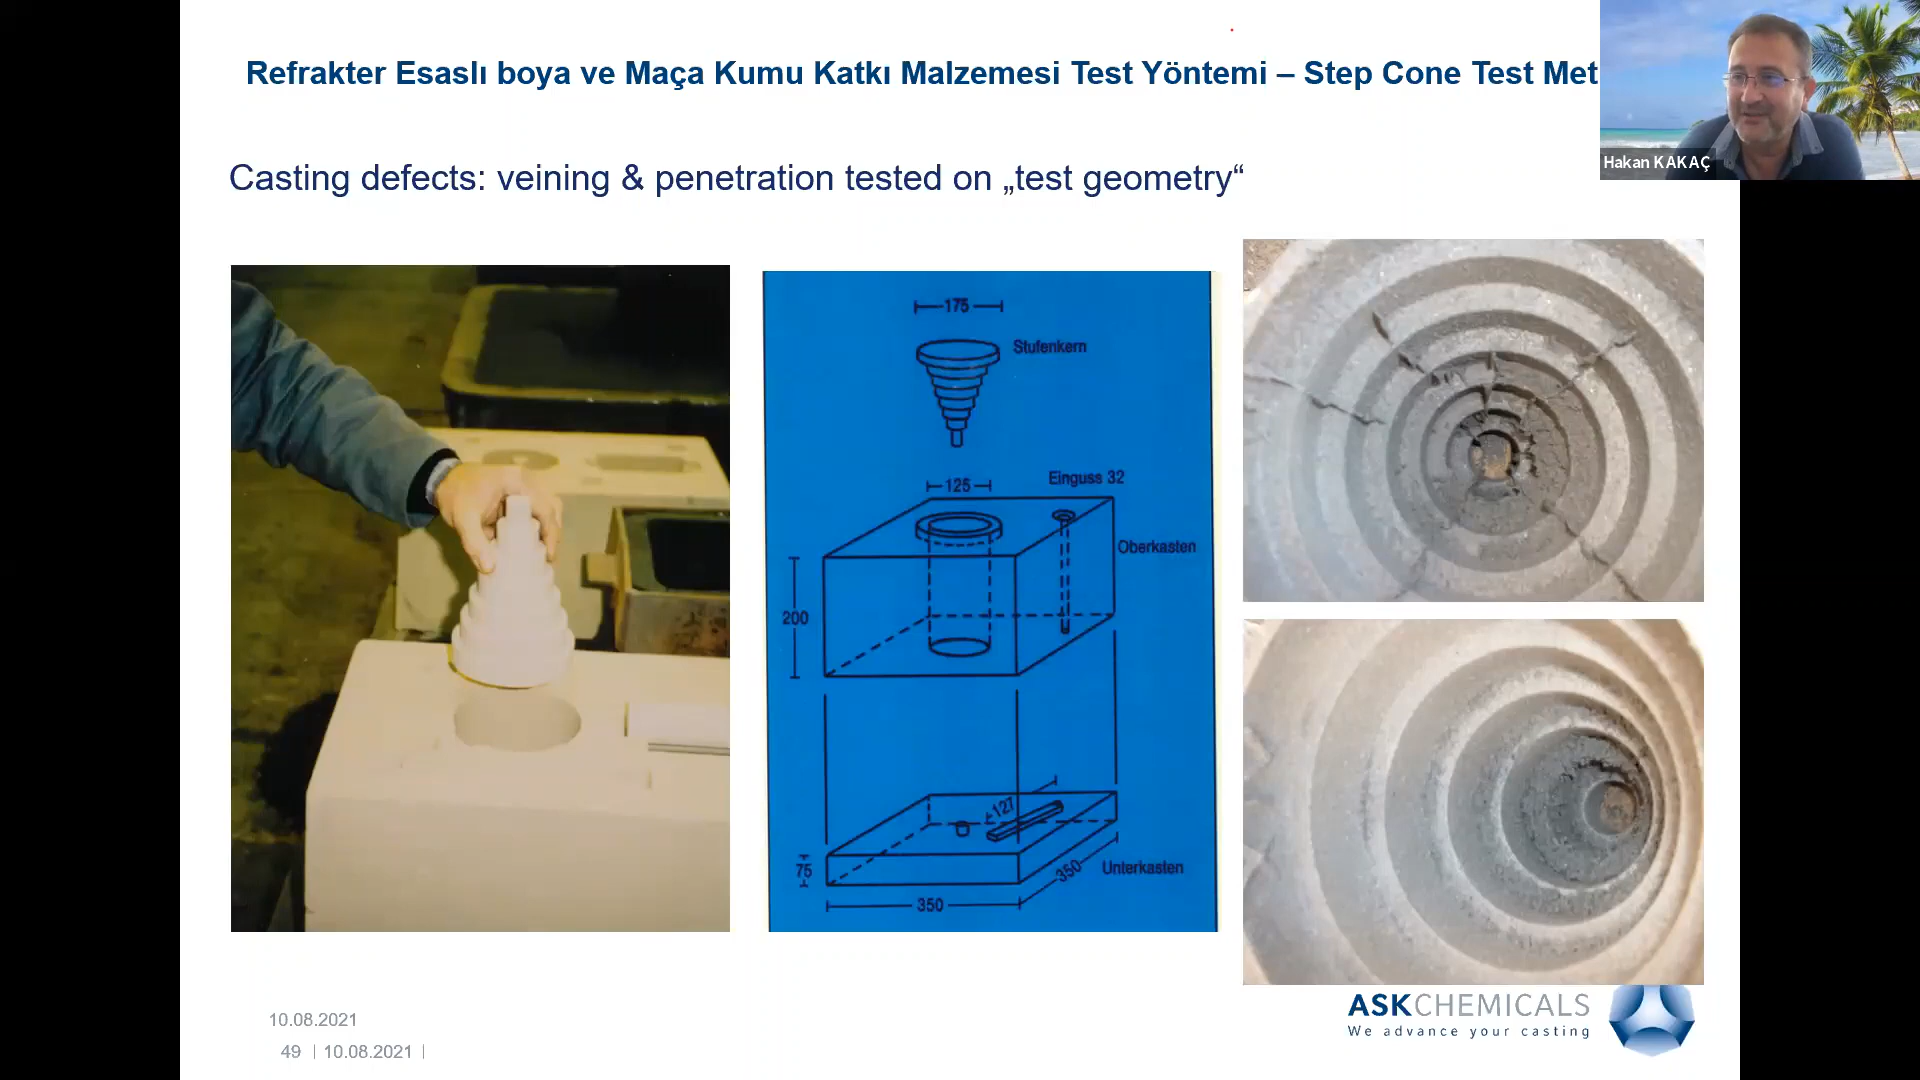 Refrakter Esaslı boya ve Maça Kumu Katkı Malzemesi Test Yöntemi – Step Cone Test Met
Hakan KAKAÇ
Casting defects: veining & penetration tested on „test geometry“
175
Stufenkern
125
Einguss 32
Oberkasten
200
127
75
350
Unterkasten
350
ASKCHEMICALS
We advance your casting
10.08.2021
49 | 10.08.2021 |